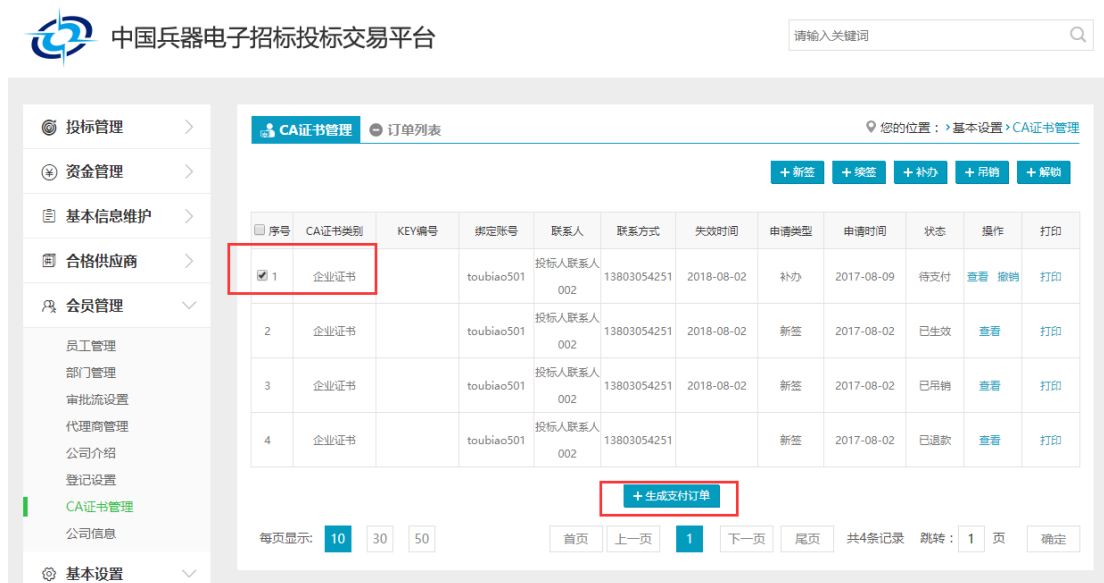 中国兵器电子招标投标交易平台
请输入关键词
投标管理
资金管理
基本信息维护
合格供应商
会员管理
员工管理
部门管理
审批流设置
代理商管理
公司介绍
登记设置
CA证书管理
公司信息
基本设置
CA证书管理 订单列表 您的位置：›基本设置›CA证书管理
+新签 +续签 +补办 +吊销 +解锁
序号 CA证书类别 KEY编号 绑定账号 联系人 联系方式 失效时间 申请类型 申请时间 状态 操作 打印
1 企业证书 toubiao501 投标人联系人002 13803054251 2018-08-02 补办 2017-08-09 待支付 查看 撤销 打印
2 企业证书 toubiao501 投标人联系人002 13803054251 2018-08-02 新签 2017-08-02 已生效 查看 打印
3 企业证书 toubiao501 投标人联系人002 13803054251 2018-08-02 新签 2017-08-02 已吊销 查看 打印
4 企业证书 toubiao501 投标人联系人002 13803054251 新签 2017-08-02 已退款 查看 打印
+生成支付订单
每页显示: 10 30 50 首页 上一页 1 下一页 尾页 共4条记录 跳转： 1 页 确定